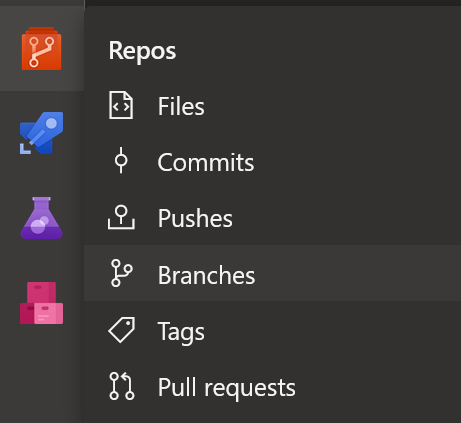 Repos
Files
Commits
Pushes
Branches
Tags
Pull requests